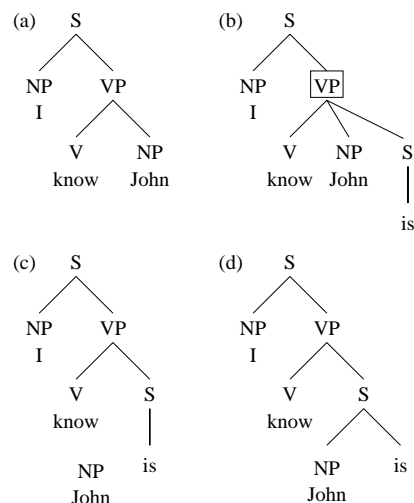 (a) S (b) S
NP VP NP VP
I I
V NP V NP S
know John know John
is
(c) S (d) S
NP VP NP VP
I I
V S V S
know know
NP is NP is
John John